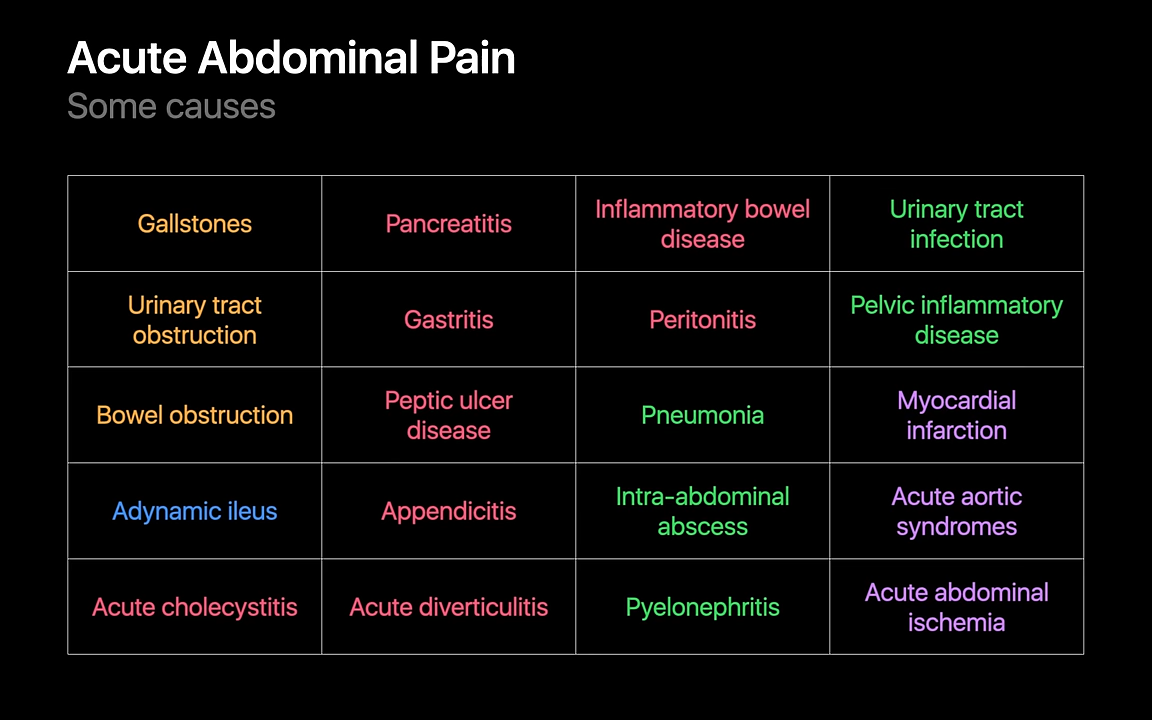 Acute Abdominal Pain
Some causes
Gallstones
Pancreatitis
Inflammatory bowel
disease
Urinary tract
infection
Urinary tract
obstruction
Gastritis
Peritonitis
Pelvic inflammatory
disease
Bowel obstruction
Peptic ulcer
disease
Pneumonia
Myocardial
infarction
Adynamic ileus
Appendicitis
Intra-abdominal
abscess
Acute aortic
syndromes
Acute cholecystitis
Acute diverticulitis
Pyelonephritis
Acute abdominal
ischemia